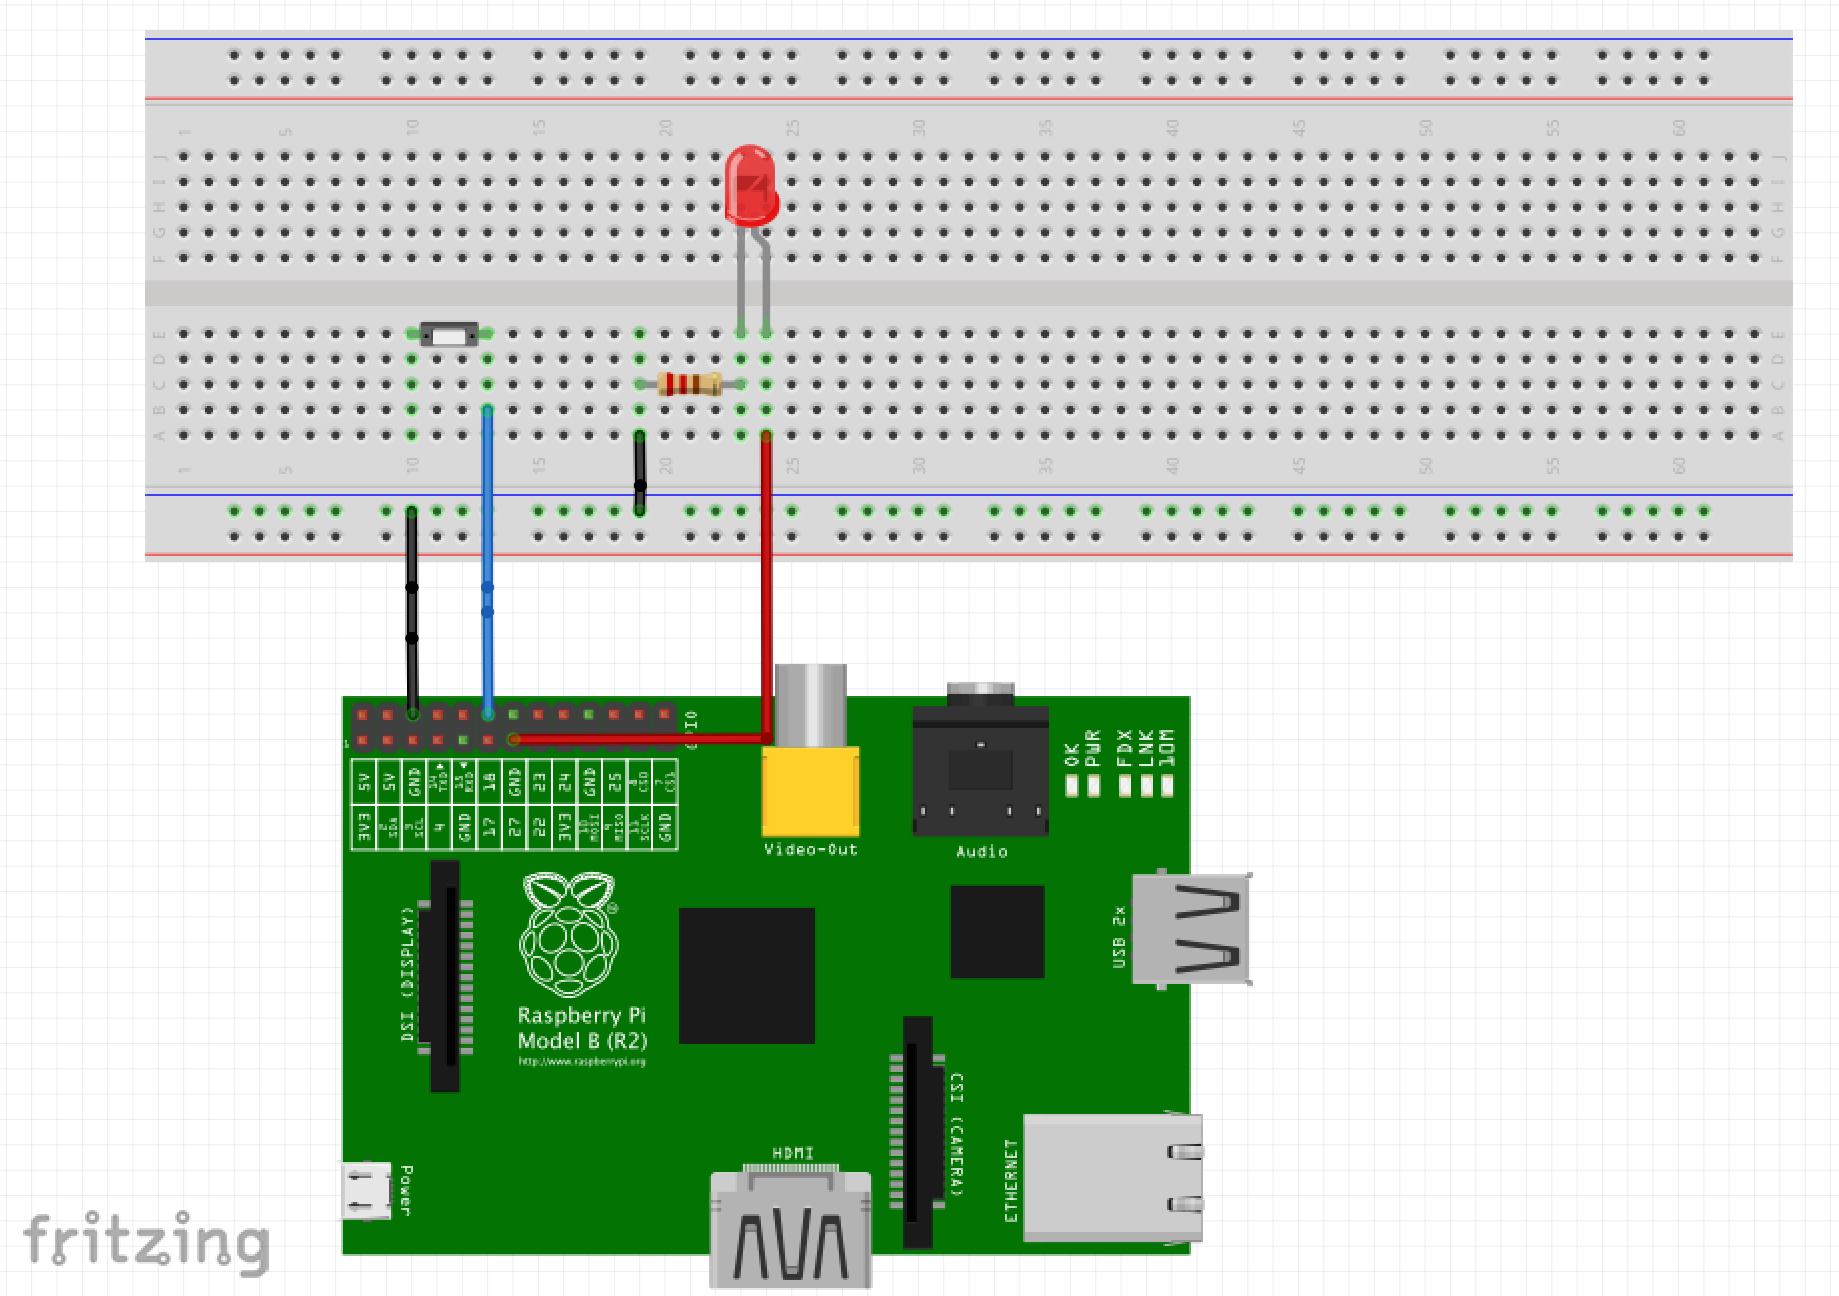 1 5 10 15 20 25 30 35 40 45 50 55 60
J J
I I
H H
G G
F F
E E
D D
C C
B B
A A
1 5 10 15 20 25 30 35 40 45 50 55 60
GPIO
5V 5V GND 14 TXD 15 RXD 18 GND 23 24 GND 25 8 CS0 7 CS1
3V3 2 SDA 3 SCL 4 GND 17 27 22 3V3 10 MOSI 9 MISO 11 SCLK GND
OK PWR FDX LNK 10M
Video-Out
Audio
DSI (DISPLAY)
®
Raspberry Pi
Model B (R2)
http://www.raspberrypi.org
USB 2x
CSI (CAMERA)
HDMI
ETHERNET
Power
fritzing